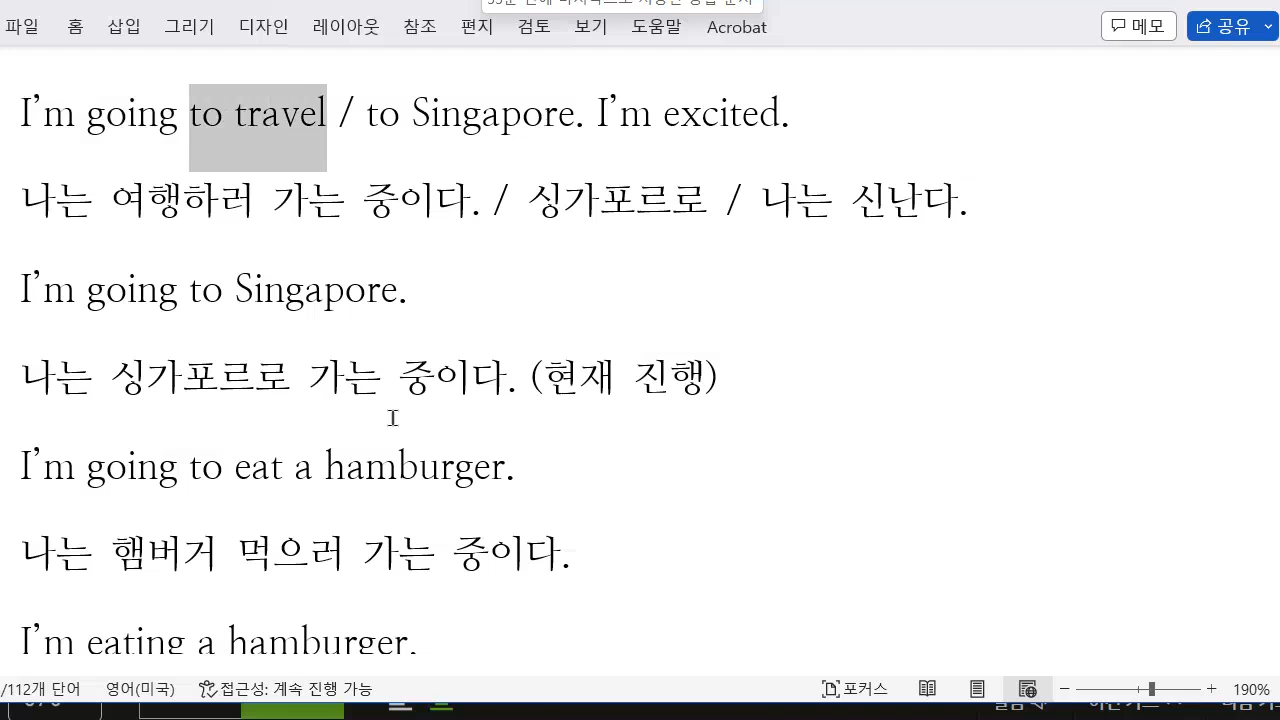 파일 홈 삽입 그리기 디자인 레이아웃 참조 편지 검토 보기 도움말 Acrobat 메모 공유
I'm going to travel / to Singapore. I'm excited.
나는 여행하러 가는 중이다. / 싱가포르로 / 나는 신난다.
I'm going to Singapore.
나는 싱가포르로 가는 중이다. (현재 진행)
I'm going to eat a hamburger.
나는 햄버거 먹으러 가는 중이다.
I'm eating a hamburger.
/112개 단어 영어(미국) 접근성: 계속 진행 가능 포커스 190%